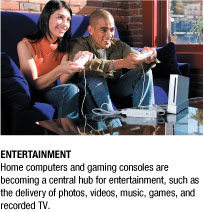 ENTERTAINMENT
Home computers and gaming consoles are
becoming a central hub for entertainment, such as
the delivery of photos, videos, music, games, and
recorded TV.